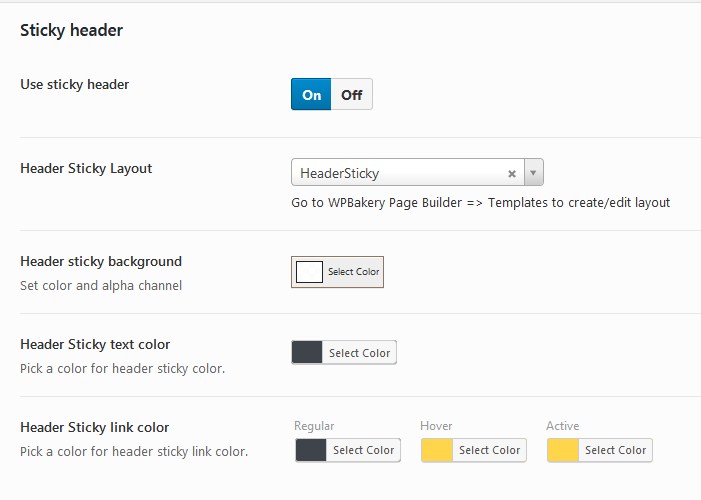 Sticky header
Use sticky header
On Off
Header Sticky Layout
HeaderSticky
Go to WPBakery Page Builder => Templates to create/edit layout
Header sticky background
Set color and alpha channel
Select Color
Header Sticky text color
Pick a color for header sticky color.
Select Color
Header Sticky link color
Pick a color for header sticky link color.
Regular Hover Active
Select Color Select Color Select Color